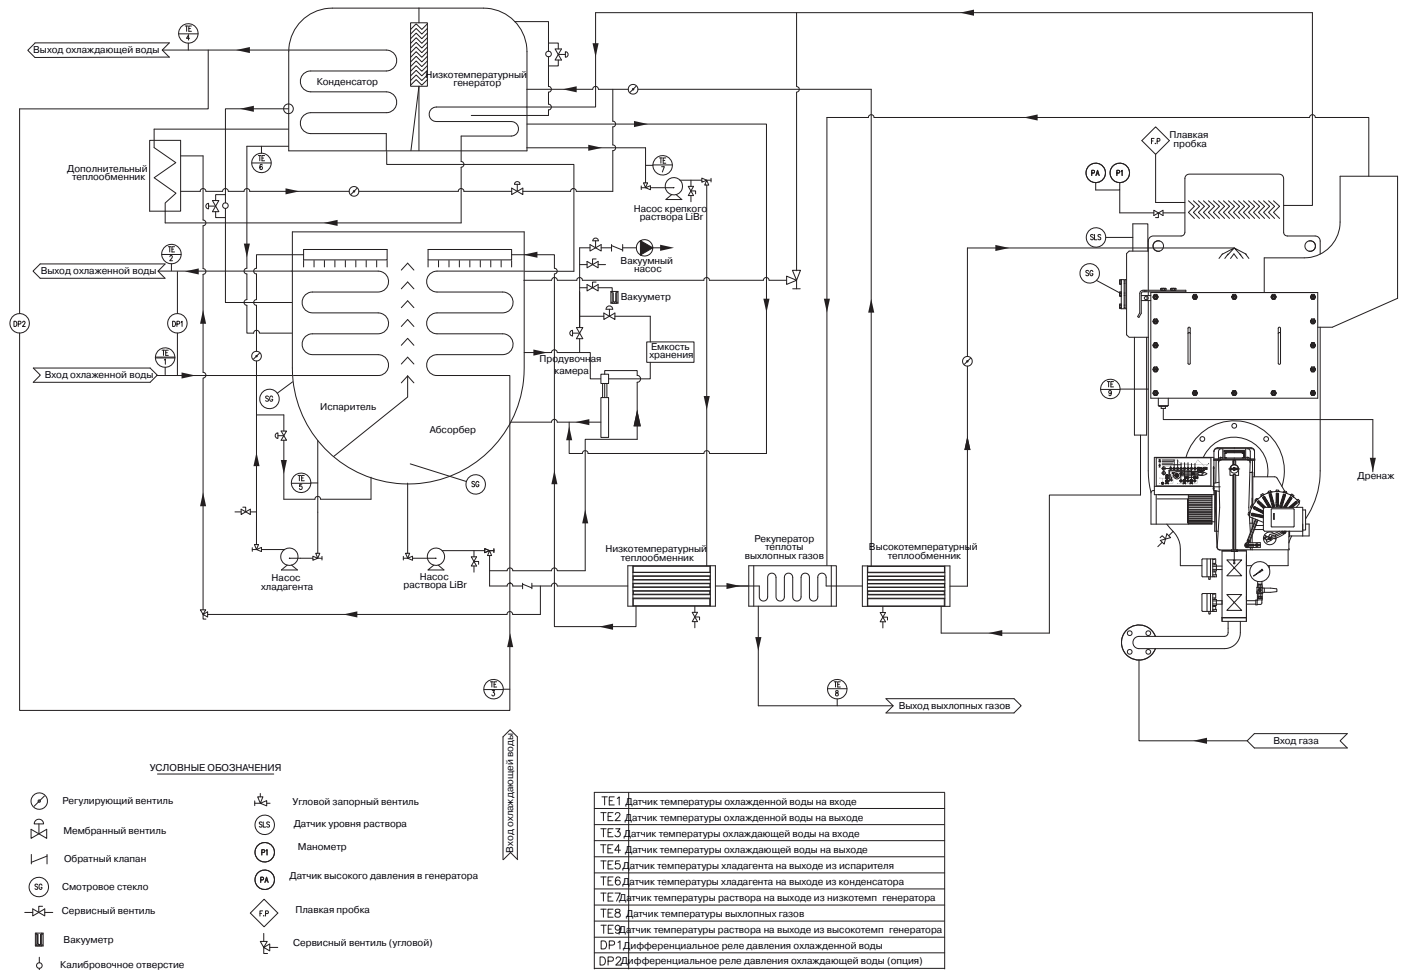 TE
4
Выход охлаждающей воды
Конденсатор
Низкотемпературный
генератор
TE
6
Дополнительный
теплообменник
TE
7
Насос крепкого
раствора LiBr
F.P
Плавкая
пробка
PA
P1
SLS
SG
TE
2
Выход охлаженной воды
DP2
DP1
TE
1
Вход охлаженной воды
Вакуумный
насос
Вакууметр
Емкость
хранения
Продувочная
камера
SG
Испаритель
Абсорбер
TE
5
SG
TE
9
Дренаж
Насос
хладагента
Насос
раствора LiBr
Низкотемпературный
теплообменник
Рекуператор
теплоты
выхлопных газов
Высокотемпературный
теплообменник
TE
3
TE
8
Выход выхлопных газов
Вход газа
Вход охлаждающей воды
УСЛОВНЫЕ ОБОЗНАЧЕНИЯ
Регулирующий вентиль
Мембранный вентиль
Обратный клапан
SG Смотровое стекло
Сервисный вентиль
Вакууметр
Калибровочное отверстие
Угловой запорный вентиль
SLS Датчик уровня раствора
P1 Манометр
PA Датчик высокого давления в генератора
F.P Плавкая пробка
Сервисный вентиль (угловой)
TE1 Датчик температуры охлажденной воды на входе
TE2 Датчик температуры охлажденной воды на выходе
TE3 Датчик температуры охлаждающей воды на входе
TE4 Датчик температуры охлаждающей воды на выходе
TE5 Датчик температуры хладагента на выходе из испарителя
TE6 Датчик температуры хладагента на выходе из конденсатора
TE7 Датчик температуры раствора на выходе из низкотемп генератора
TE8 Датчик температуры выхлопных газов
TE9 Датчик температуры раствора на выходе из высокотемп генератора
DP1 Дифференциальное реле давления охлажденной воды
DP2 Дифференциальное реле давления охлаждающей воды (опция)